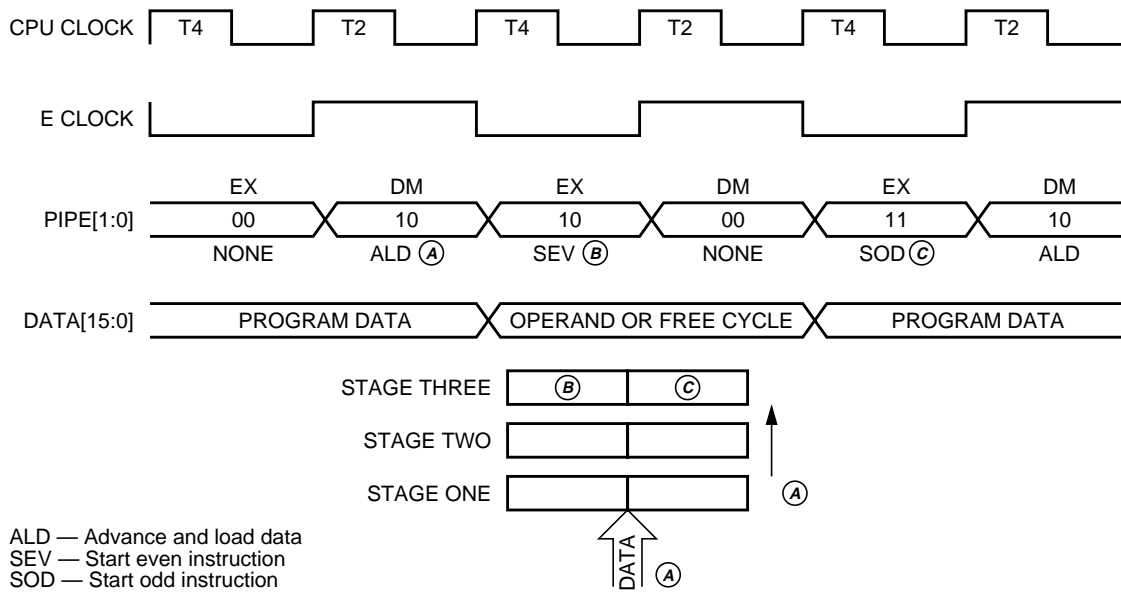 CPU CLOCK T4 T2 T4 T2 T4 T2
E CLOCK
EX DM EX DM EX DM
PIPE[1:0] 00 10 10 00 11 10
NONE ALD A SEV B NONE SOD C ALD
DATA[15:0] PROGRAM DATA OPERAND OR FREE CYCLE PROGRAM DATA
STAGE THREE B C
STAGE TWO
STAGE ONE A
ALD — Advance and load data
SEV — Start even instruction
SOD — Start odd instruction
DATA A